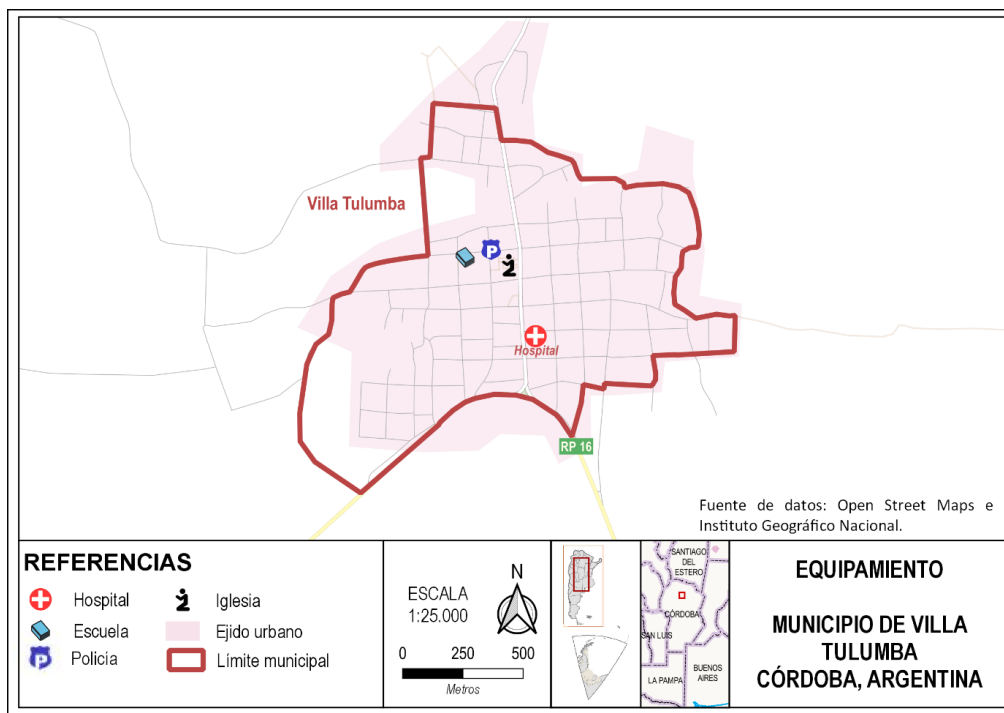 Villa Tulumba
P
Hospital
RP 16
Fuente de datos: Open Street Maps e
Instituto Geográfico Nacional.
REFERENCIAS
Hospital
Iglesia
Escuela
Ejido urbano
P
Policia
Límite municipal
ESCALA
1:25.000
N
0 250 500
Metros
SANTIAGO
DEL
ESTERO
CÓRDOBA
SAN LUIS
BUENOS
AIRES
LA PAMPA
EQUIPAMIENTO
MUNICIPIO DE VILLA
TULUMBA
CÓRDOBA, ARGENTINA